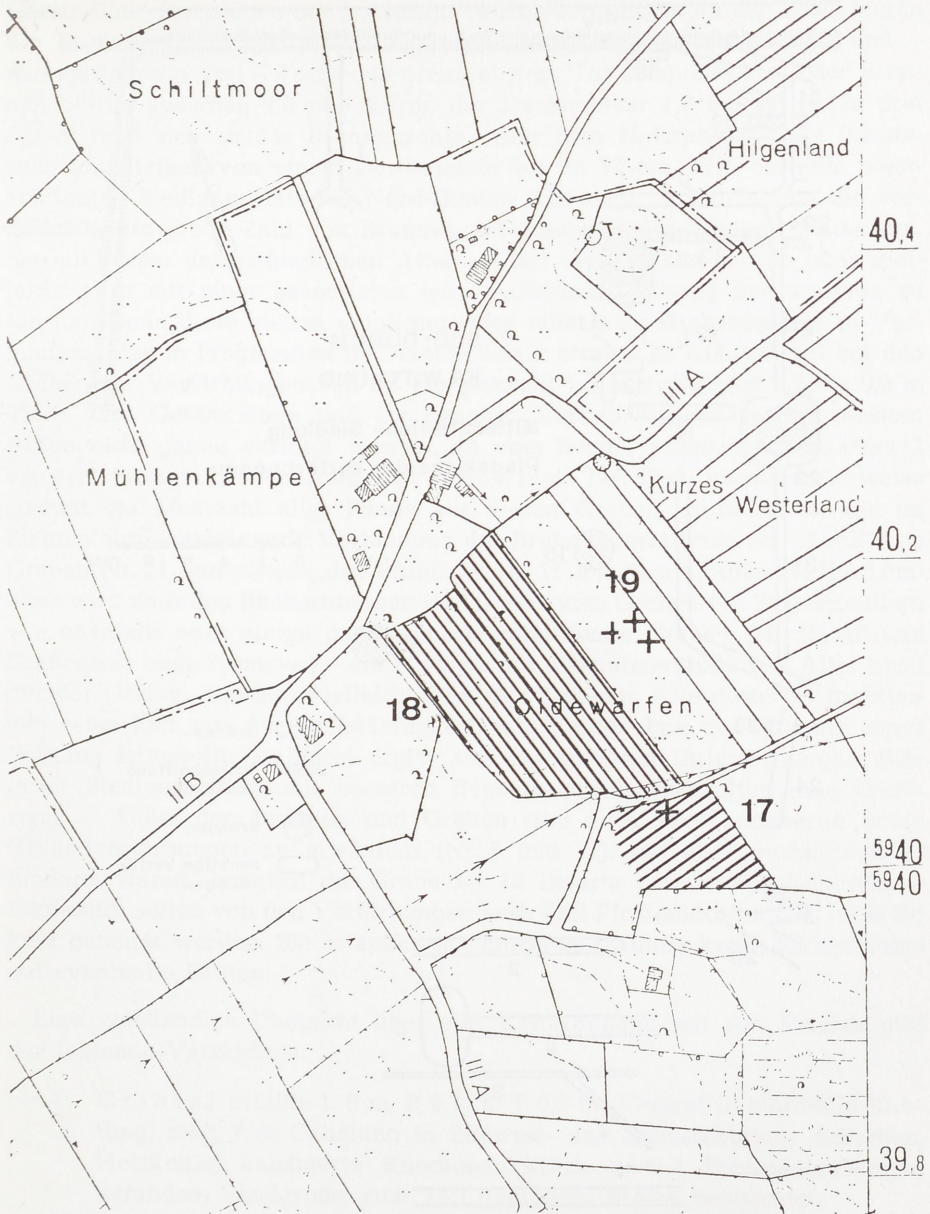 Schiltmoor
Hilgenland
T.
40,4
III A
Mühlenkämpe
Kurzes
Westerland
40,2
19
18
Oldewarfen
II B
17
5940
5940
III A
39,8